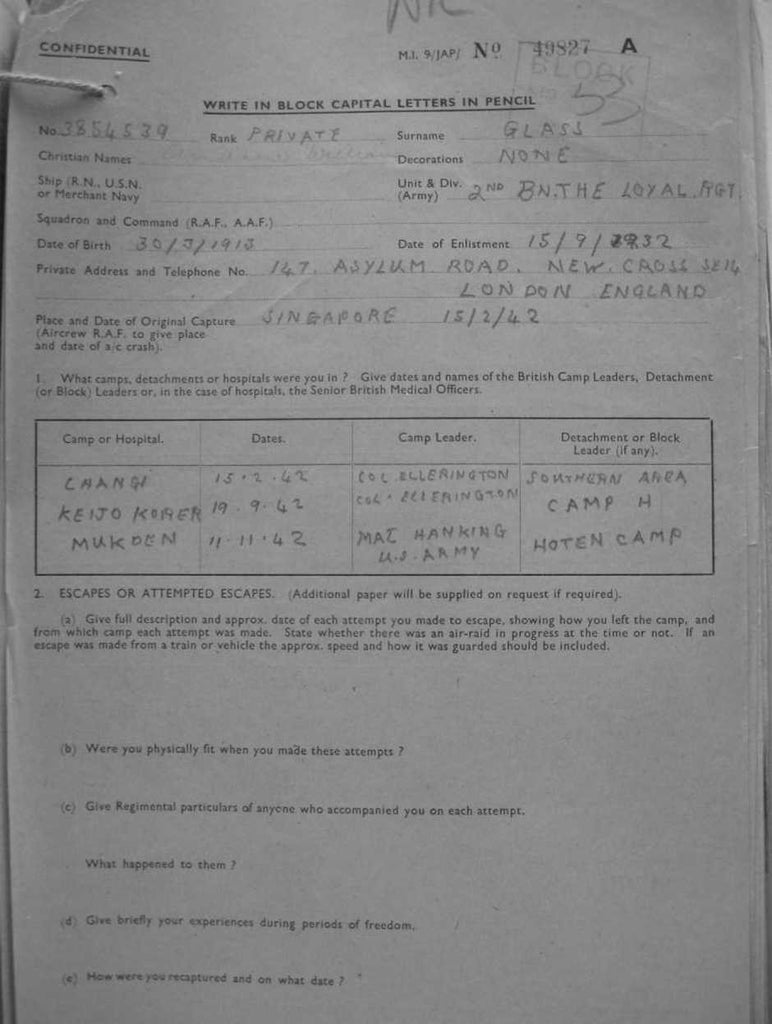 CONFIDENTIAL
M.I. 9/JAP/ Nº 49827 A
BLOCK
WRITE IN BLOCK CAPITAL LETTERS IN PENCIL
No. 3854539 Rank PRIVATE Surname GLASS
Christian Names Decorations NONE
Ship (R.N., U.S.N. or Merchant Navy Unit & Div. (Army) 2ND BN. THE LOYAL RGT.
Squadron and Command (R.A.F., A.A.F.)
Date of Birth 30/3/1913 Date of Enlistment 15/9/1932
Private Address and Telephone No. 147. ASYLUM ROAD. NEW. CROSS SE14
LONDON ENGLAND
Place and Date of Original Capture SINGAPORE 15/2/42
(Aircrew R.A.F. to give place
and date of a/c crash).
1. What camps, detachments or hospitals were you in ? Give dates and names of the British Camp Leaders, Detachment
(or Block) Leaders or, in the case of hospitals, the Senior British Medical Officers.
Camp or Hospital. Dates. Camp Leader. Detachment or Block Leader (if any).
CHANGI 15.2.42 COL ELLERINGTON SOUTHERN AREA
KEIJO KORER 19.9.42 COL. ELLERINGTON CAMP H
MUKDEN 11.11.42 MAJ HANKING U.S. ARMY HOTEN CAMP
2. ESCAPES OR ATTEMPTED ESCAPES. (Additional paper will be supplied on request if required).
(a) Give full description and approx. date of each attempt you made to escape, showing how you left the camp, and
from which camp each attempt was made. State whether there was an air-raid in progress at the time or not. If an
escape was made from a train or vehicle the approx. speed and how it was guarded should be included.
(b) Were you physically fit when you made these attempts ?
(c) Give Regimental particulars of anyone who accompanied you on each attempt.
What happened to them ?
(d) Give briefly your experiences during periods of freedom.
(e) How were you recaptured and on what date ?